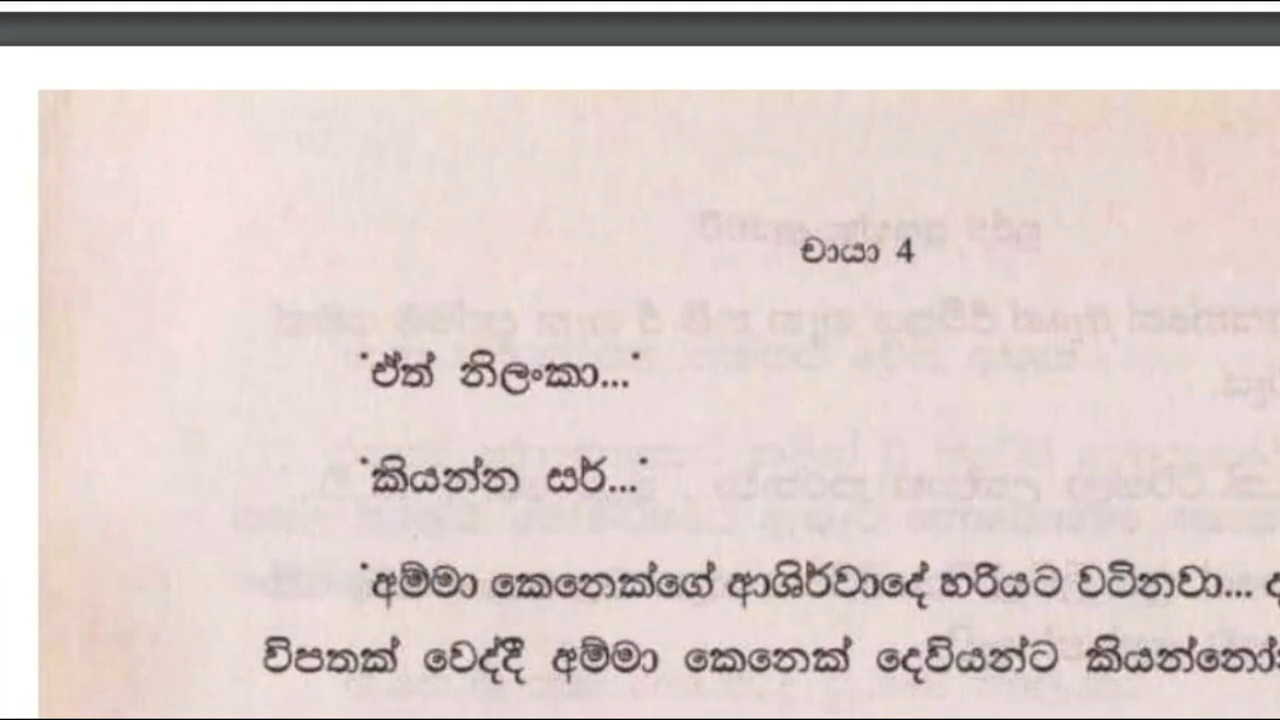 චායා 4
'ඒත් නිලංකා...'
'කියන්න සර්...'
'අම්මා කෙනෙක්ගේ ආශිර්වාදේ හරියට වටිනවා...
විපතක් වෙද්දී අම්මා කෙනෙක් දෙවියන්ට